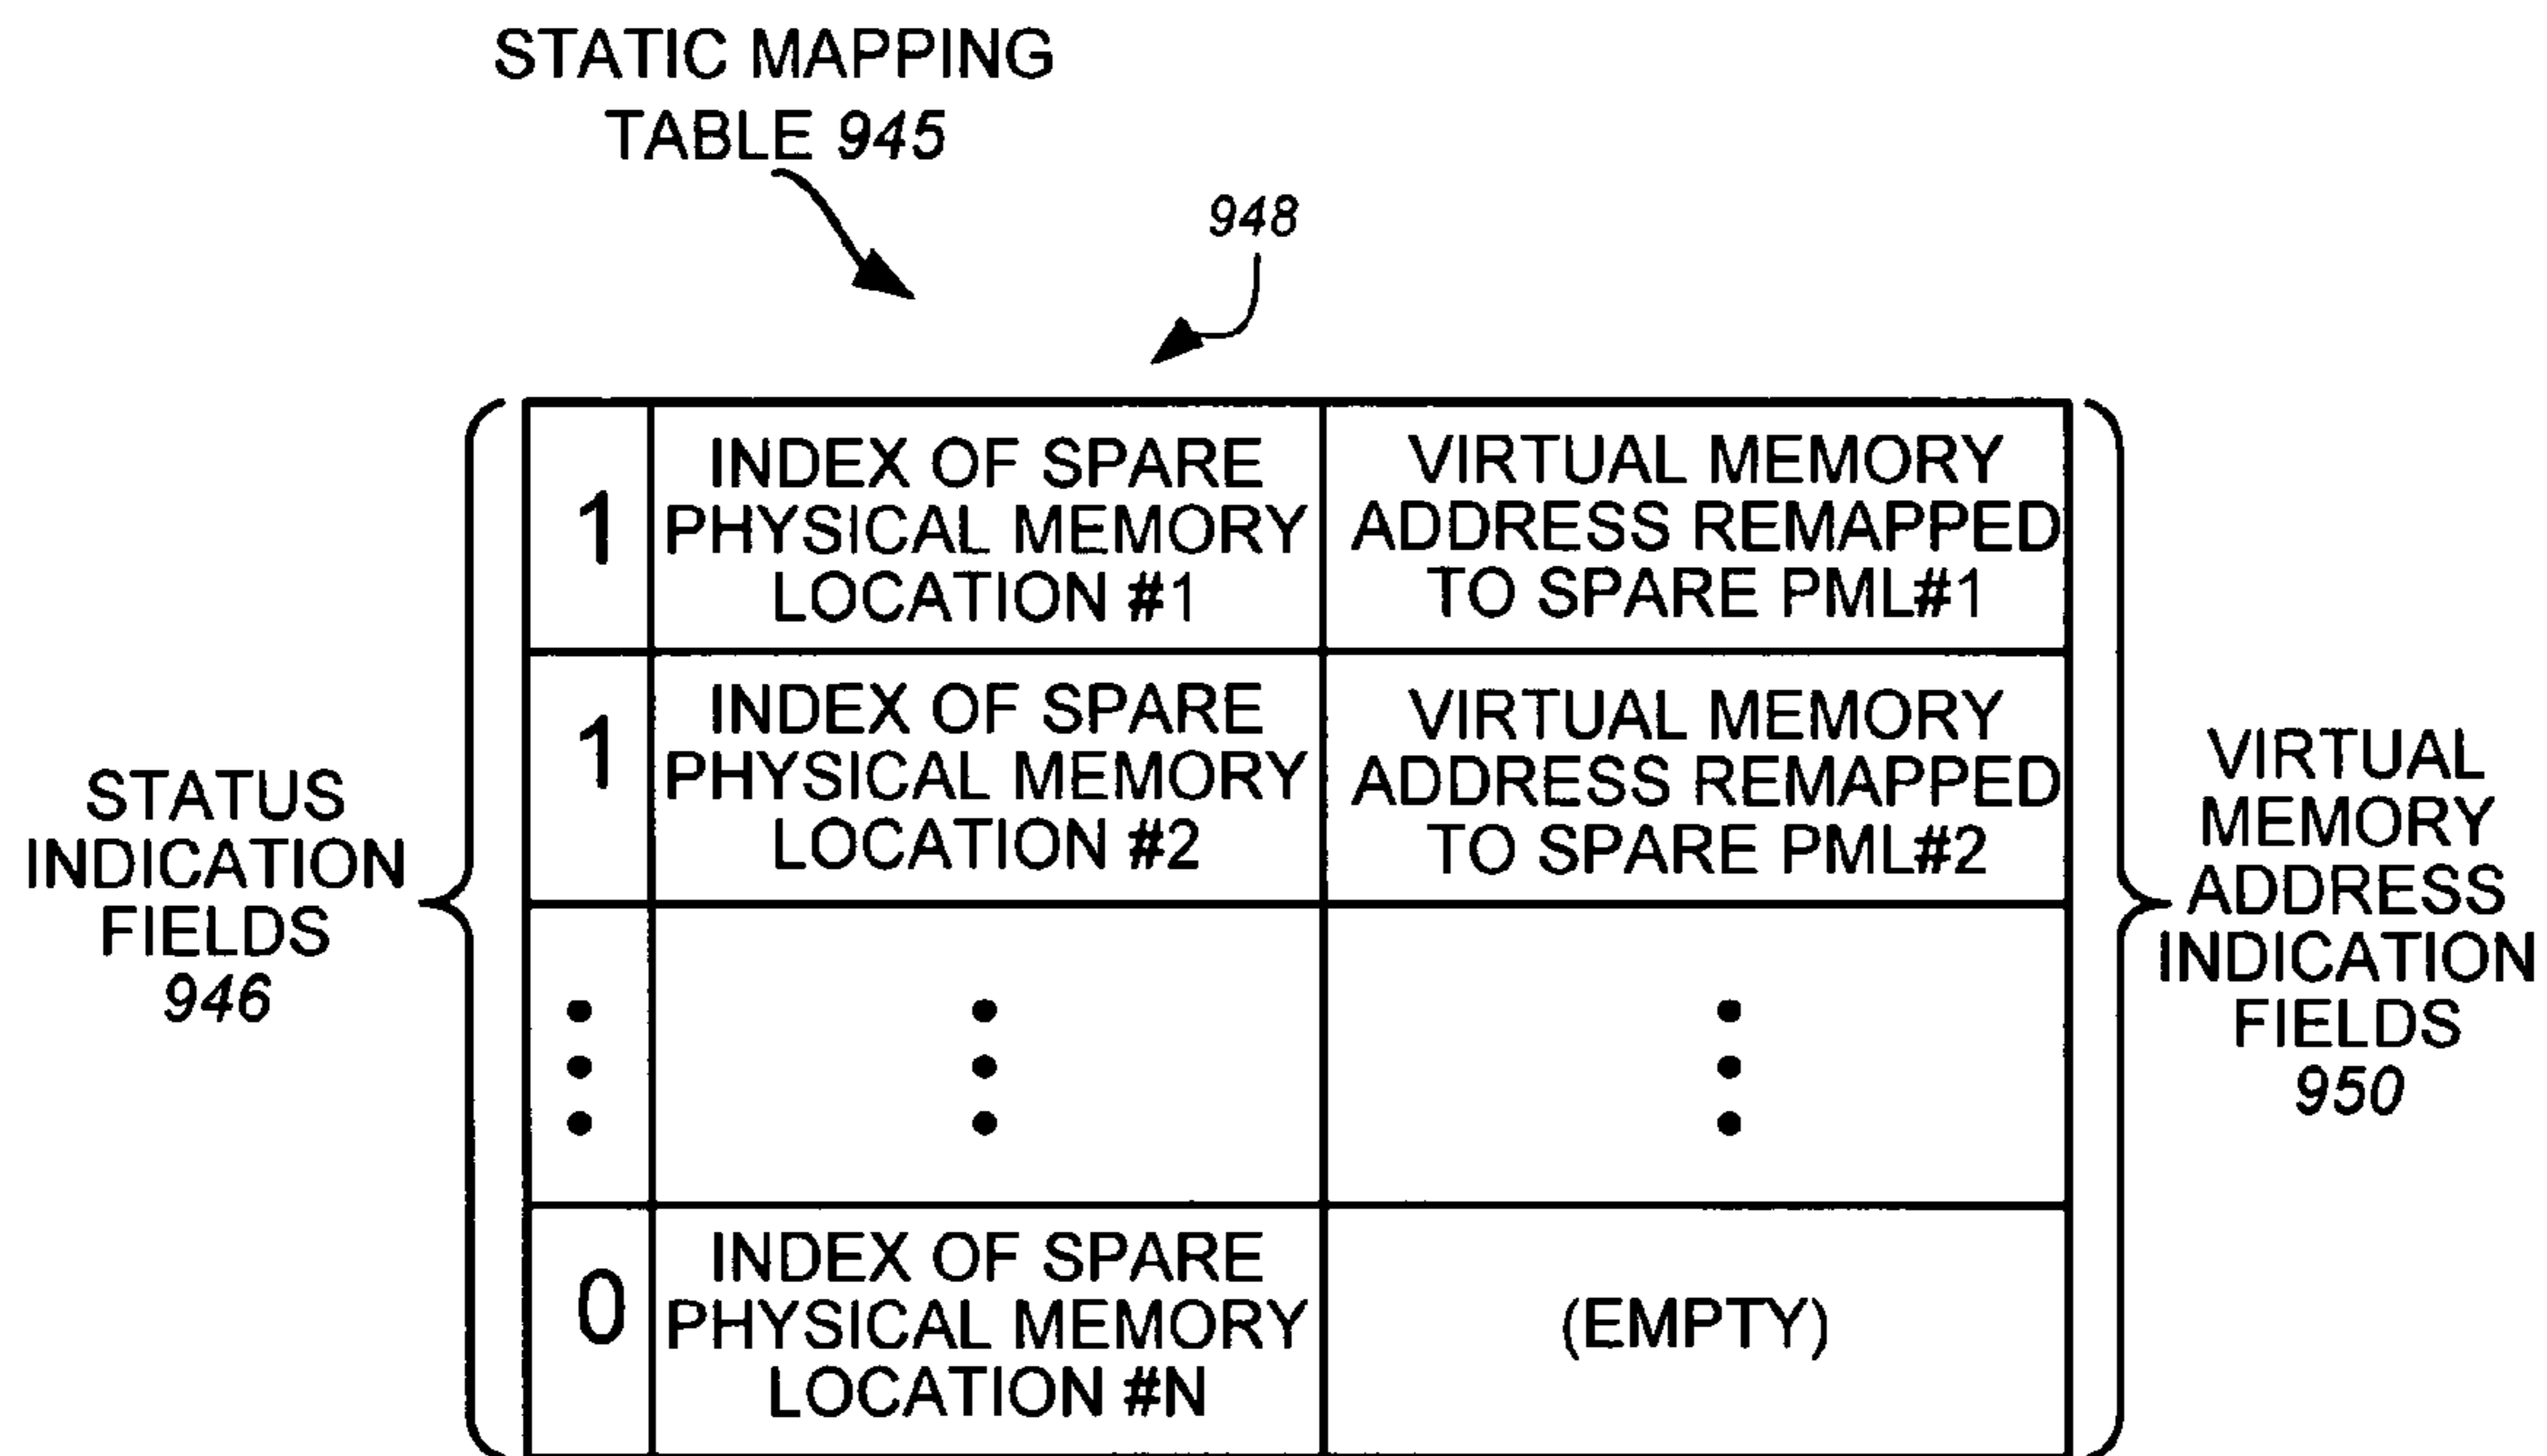 STATIC MAPPING
TABLE 945
948
STATUS
INDICATION
FIELDS
946
1
INDEX OF SPARE
PHYSICAL MEMORY
LOCATION #1
VIRTUAL MEMORY
ADDRESS REMAPPED
TO SPARE PML#1
1
INDEX OF SPARE
PHYSICAL MEMORY
LOCATION #2
VIRTUAL MEMORY
ADDRESS REMAPPED
TO SPARE PML#2
0
INDEX OF SPARE
PHYSICAL MEMORY
LOCATION #N
(EMPTY)
VIRTUAL
MEMORY
ADDRESS
INDICATION
FIELDS
950